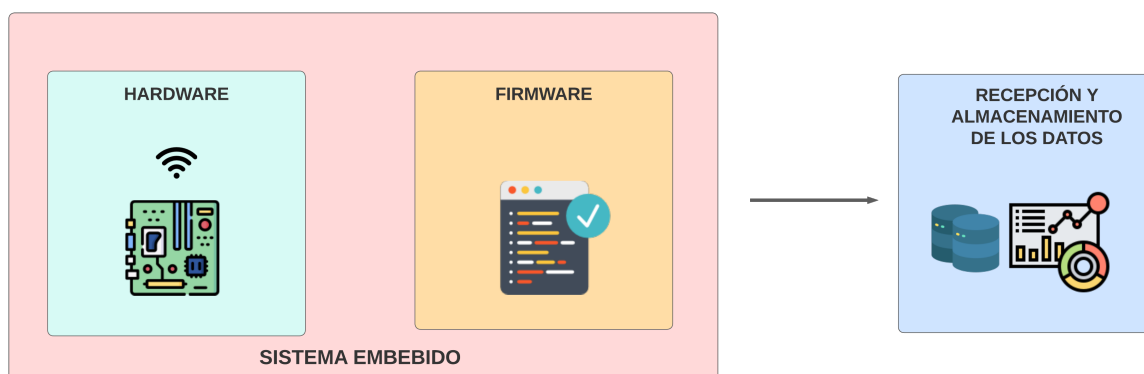 HARDWARE
FIRMWARE
RECEPCIÓN Y
ALMACENAMIENTO
DE LOS DATOS
SISTEMA EMBEBIDO